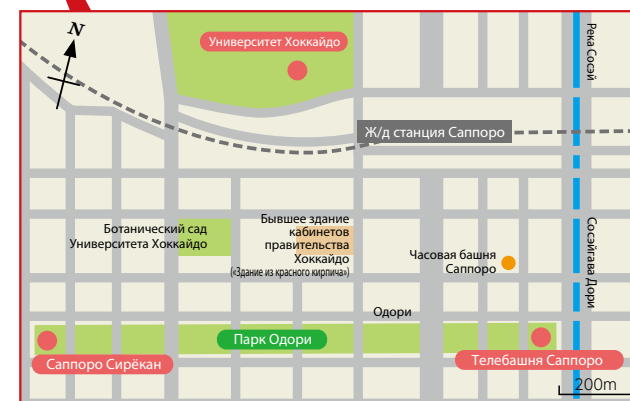 N
Университет Хоккайдо
Река Сосэй
Ж/д станция Саппоро
Ботанический сад
Университета Хоккайдо
Бывшее здание
кабинетов
правительства
Хоккайдо
(«Здание из красного кирпича»)
Часовая башня
Саппоро
Сосэйгава Дори
Одори
Парк Одори
Саппоро Сирёкан
Телебашня Саппоро
200m